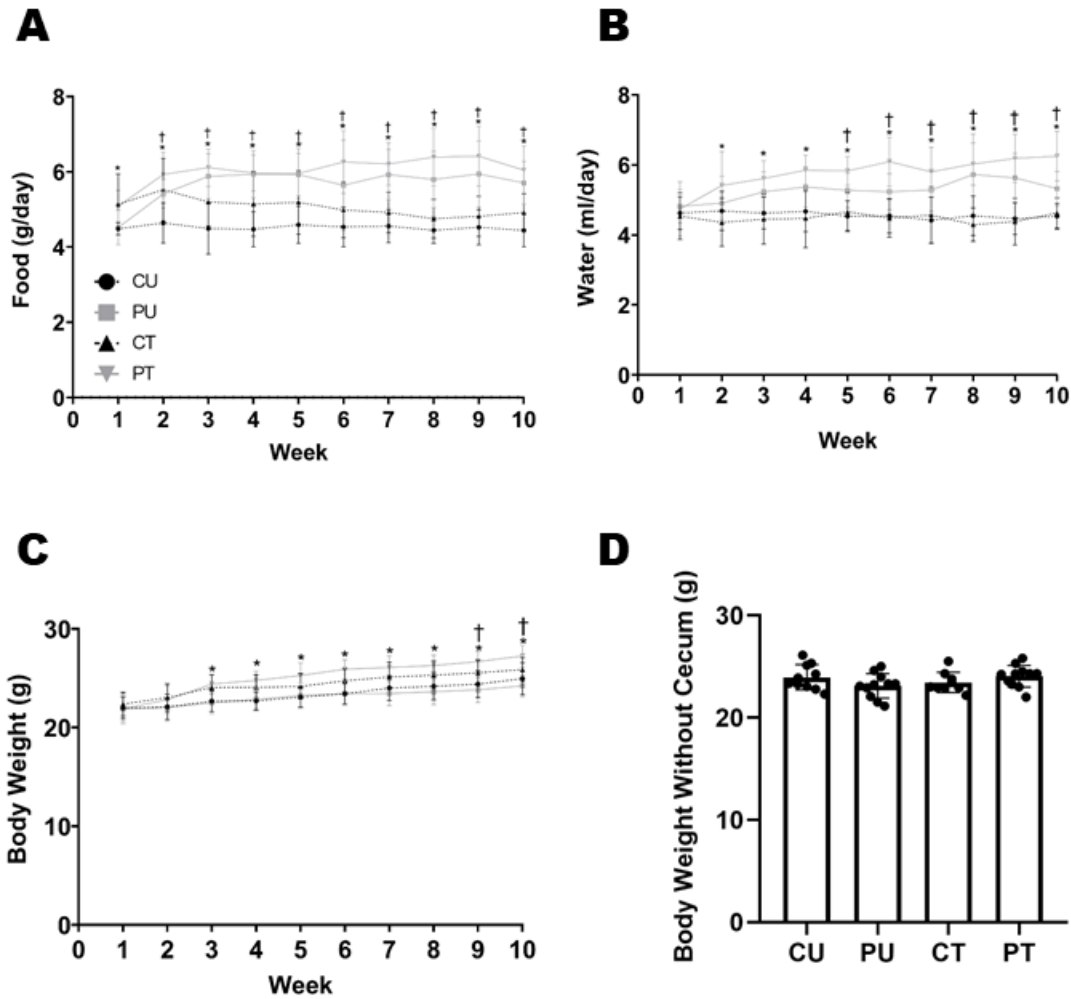 A
Food (g/day)
8
6
4
2
0
CU
PU
CT
PT
* † * † * † * † * † * † * † * † * † *
0 1 2 3 4 5 6 7 8 9 10
Week
B
Water (ml/day)
8
6
4
2
0
* * * † * † * † * † * † * † *
0 1 2 3 4 5 6 7 8 9 10
Week
C
Body Weight (g)
30
20
10
0
* * * * * * † * † *
0 1 2 3 4 5 6 7 8 9 10
Week
D
Body Weight Without Cecum (g)
30
20
10
0
CU PU CT PT